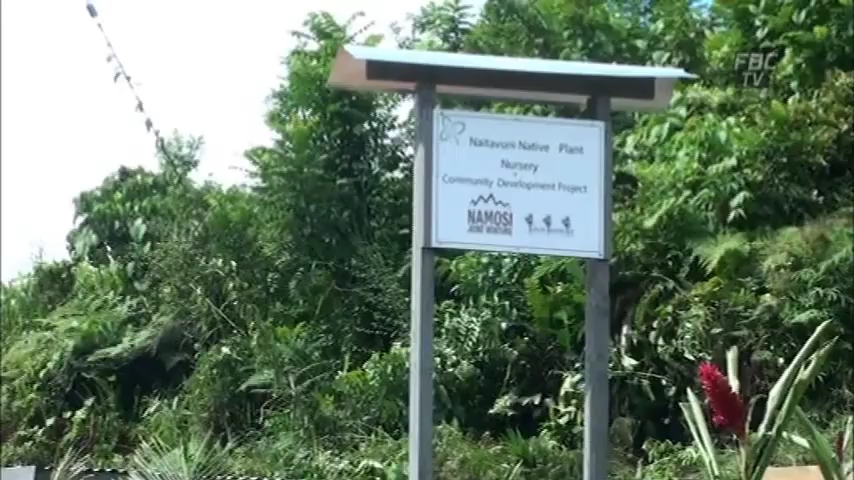 FBC
TV
Naitavuni Native Plant
Nursery
Community Development Project
NAMOSI
JOINT VENTURE